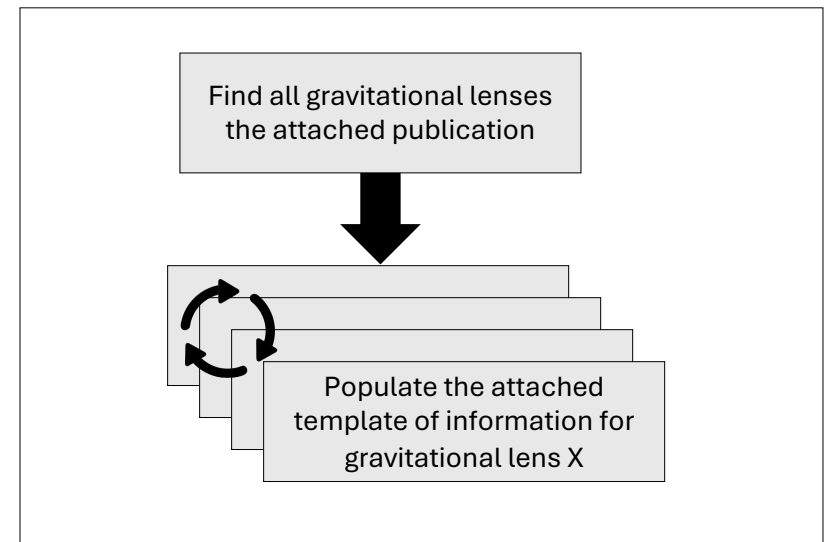 Find all gravitational lenses
the attached publication
Populate the attached
template of information for
gravitational lens X